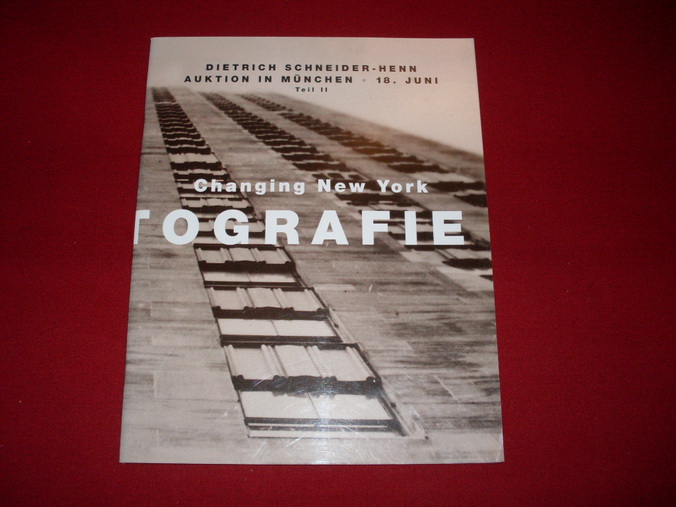 DIETRICH SCHNEIDER-HENN
AUKTION IN MÜNCHEN · 18. JUNI
Teil II
Changing New York
TOGRAFIE